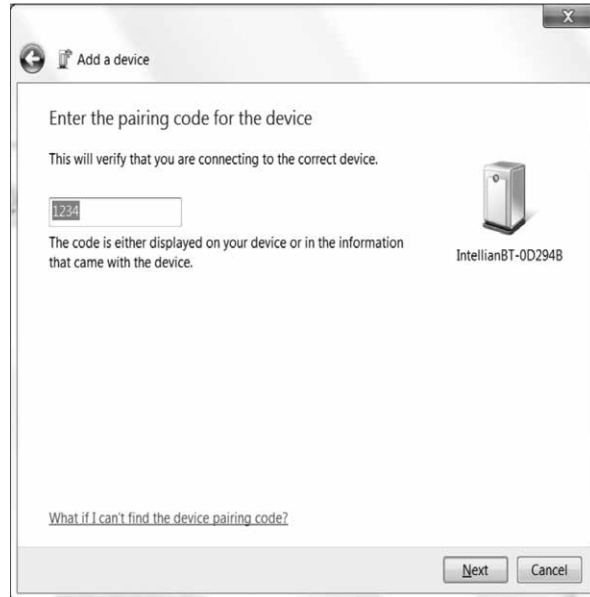 X
Add a device
Enter the pairing code for the device
This will verify that you are connecting to the correct device.
1234
The code is either displayed on your device or in the information
that came with the device.
IntellianBT-0D294B
What if I can't find the device pairing code?
Next
Cancel